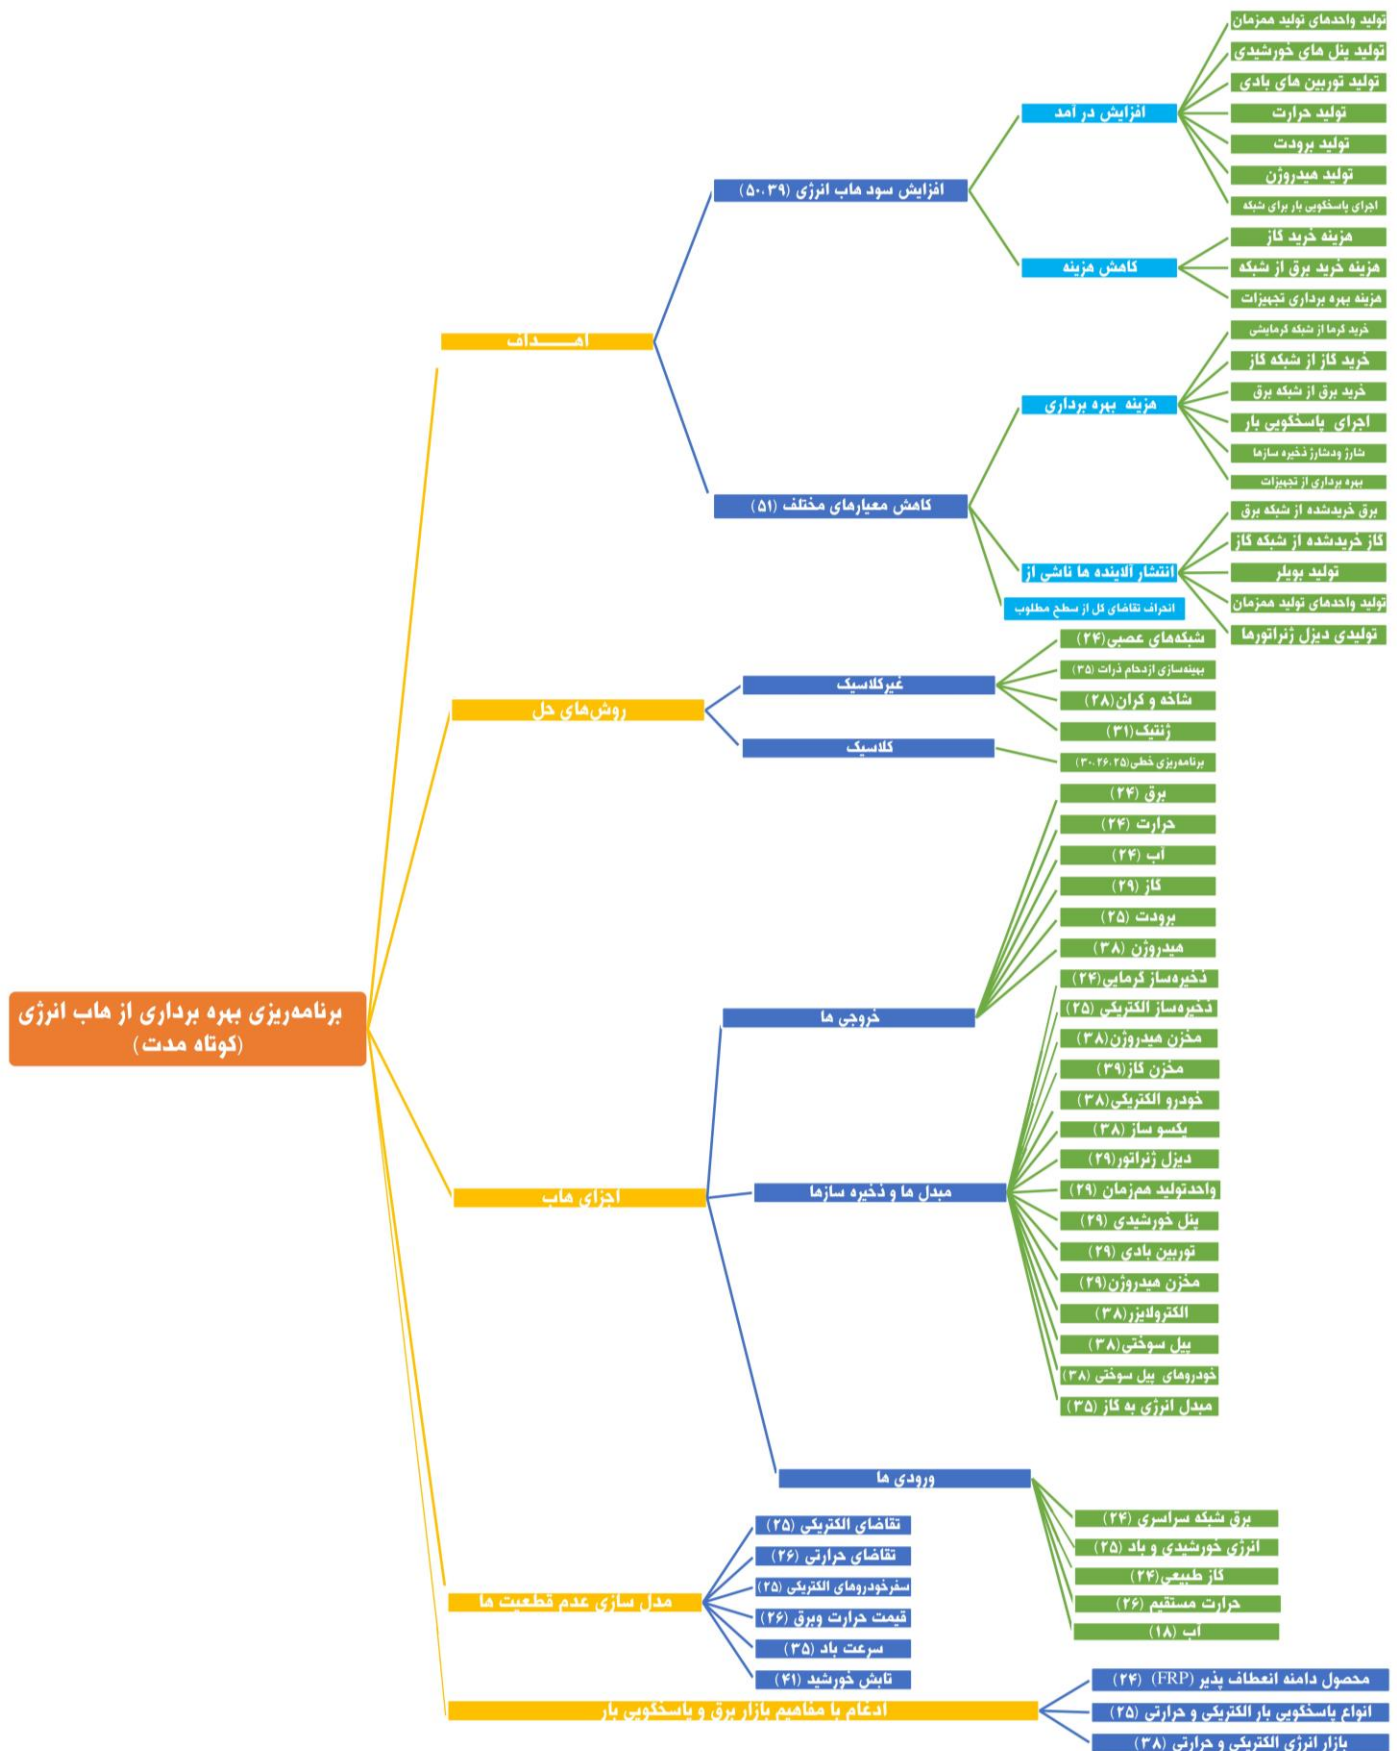 برنامه‌ریزی بهره برداری از هاب انرژی
(کوتاه مدت)
اهـــــداف
افزایش سود هاب انرژی (۵۰،۳۹)
افزایش در آمد
تولید واحدهای تولید همزمان
تولید پنل های خورشیدی
تولید توربین های بادی
تولید حرارت
تولید برودت
تولید هیدروژن
اجرای پاسخگویی بار برای شبکه
کاهش هزینه
هزینه خرید گاز
هزینه خرید برق از شبکه
هزینه بهره برداری تجهیزات
کاهش معیارهای مختلف (۵۱)
هزینه بهره برداری
خرید گرما از شبکه گرمایشی
خرید گاز از شبکه گاز
خرید برق از شبکه برق
اجرای پاسخگویی بار
شارژ ودشارژ ذخیره سازها
بهره برداری از تجهیزات
انتشار آلاینده ها ناشی از
برق خریدشده از شبکه برق
گاز خریدشده از شبکه گاز
تولید بویلر
تولید واحدهای تولید همزمان
تولیدی دیزل ژنراتورها
انحراف تقاضای کل از سطح مطلوب
روش‌های حل
غیرکلاسیک
شبکه‌های عصبی(۲۴)
بهینه‌سازی ازدحام ذرات (۳۵)
شاخه و کران(۲۸)
ژنتیک(۳۱)
کلاسیک
برنامه‌ریزی خطی(۳۰،۲۶،۲۵)
اجزای هاب
خروجی ها
برق (۲۴)
حرارت (۲۴)
آب (۲۴)
گاز (۲۹)
برودت (۲۵)
هیدروژن (۳۸)
مبدل ها و ذخیره سازها
ذخیره‌ساز گرمایی(۲۴)
ذخیره‌ساز الکتریکی (۲۵)
مخزن هیدروژن(۳۸)
مخزن گاز(۳۹)
خودرو الکتریکی(۳۸)
یکسو ساز (۳۸)
دیزل ژنراتور(۲۹)
واحدتولید هم‌زمان (۲۹)
پنل خورشیدی (۲۹)
توربین بادی (۲۹)
مخزن هیدروژن(۲۹)
الکترولایزر(۳۸)
پیل سوختی(۳۸)
خودروهای پیل سوختی (۳۸)
مبدل انرژی به گاز (۳۵)
ورودی ها
برق شبکه سراسری (۲۴)
انرژی خورشیدی و باد (۲۵)
گاز طبیعی(۲۴)
حرارت مستقیم (۲۶)
آب (۱۸)
مدل سازی عدم قطعیت ها
تقاضای الکتریکی (۲۵)
تقاضای حرارتی (۲۶)
سفرخودروهای الکتریکی (۲۵)
قیمت حرارت وبرق (۲۶)
سرعت باد (۳۵)
تابش خورشید (۴۱)
ادغام با مفاهیم بازار برق و پاسخگویی بار
محصول دامنه انعطاف پذیر (FRP) (۲۴)
انواع پاسخگویی بار الکتریکی و حرارتی (۲۵)
بازار انرژی الکتریکی و حرارتی (۳۸)